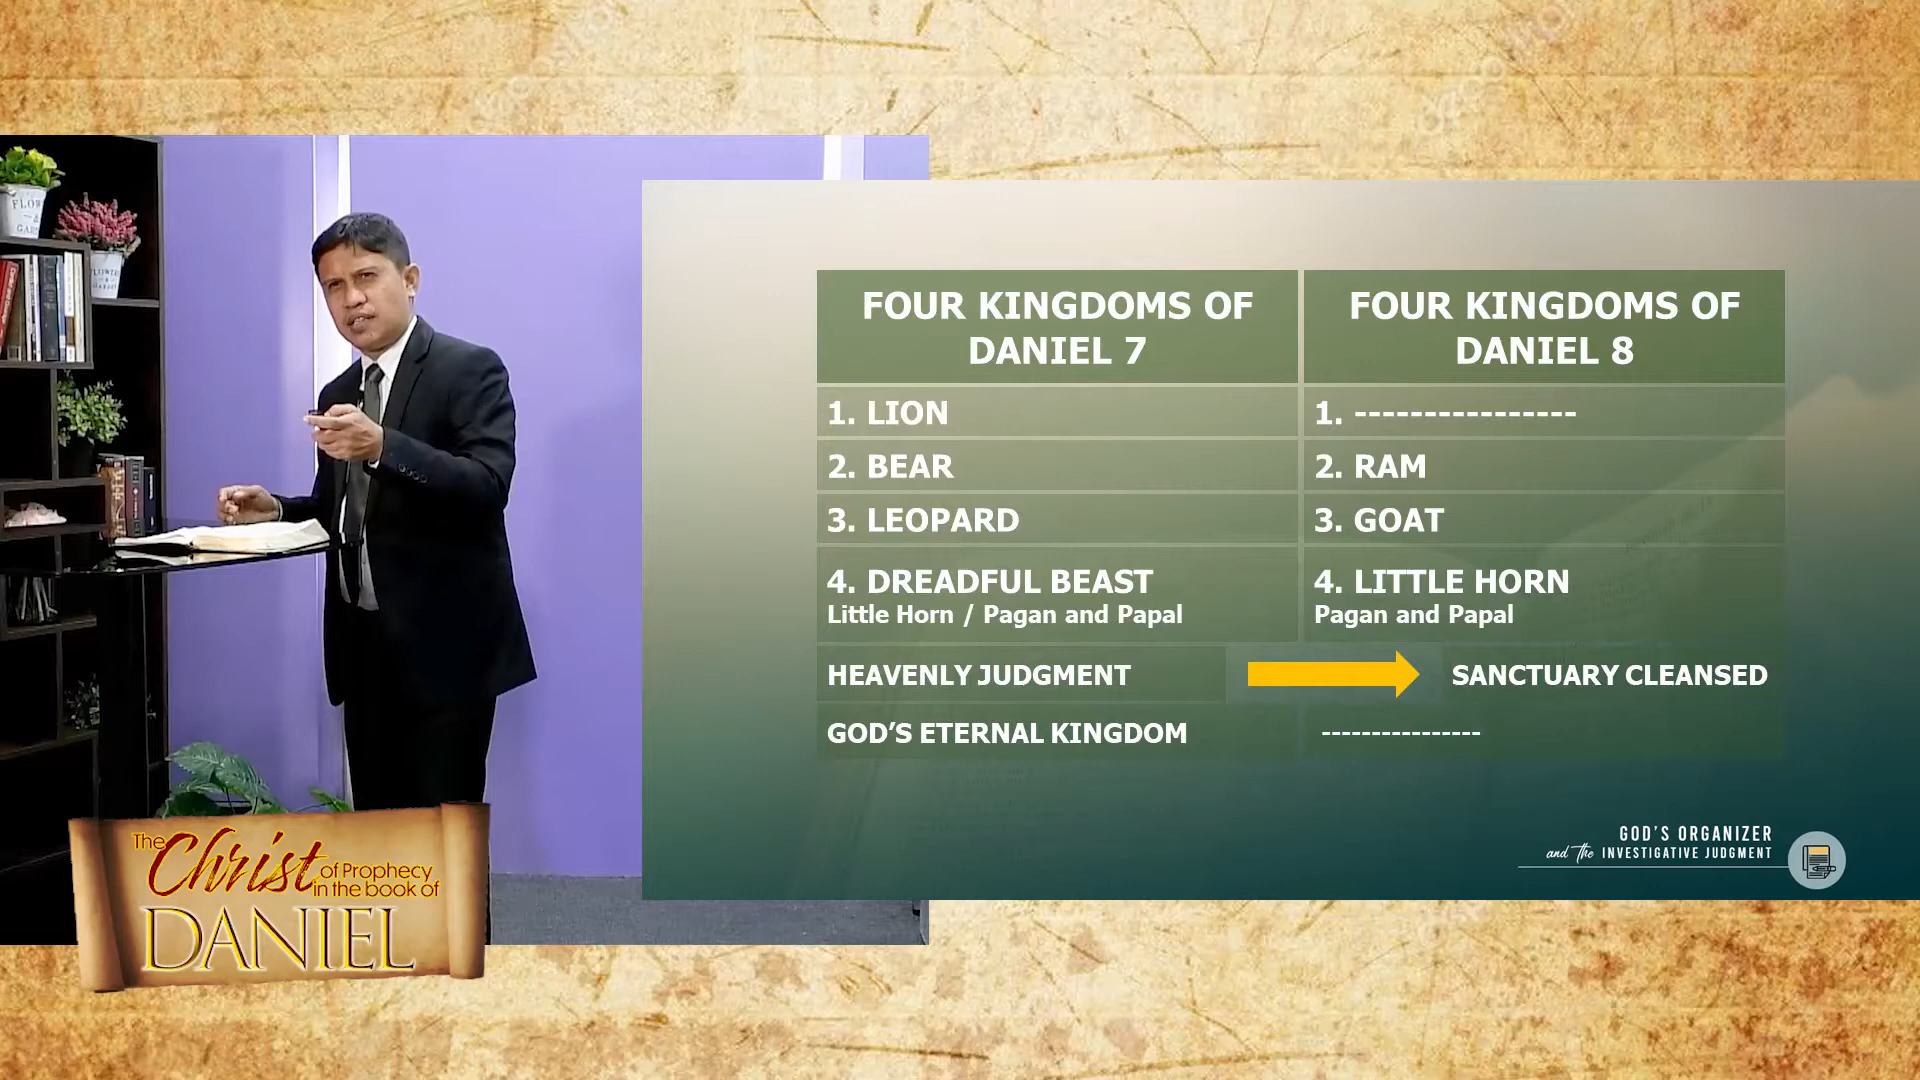 FOUR KINGDOMS OF
DANIEL 7
FOUR KINGDOMS OF
DANIEL 8
1. LION
1. ----------------
2. BEAR
2. RAM
3. LEOPARD
3. GOAT
4. DREADFUL BEAST
Little Horn / Pagan and Papal
4. LITTLE HORN
Pagan and Papal
HEAVENLY JUDGMENT
SANCTUARY CLEANSED
GOD’S ETERNAL KINGDOM
----------------
GOD'S ORGANIZER
and the INVESTIGATIVE JUDGMENT
The Christ of Prophecy
in the book of
DANIEL
FLOW